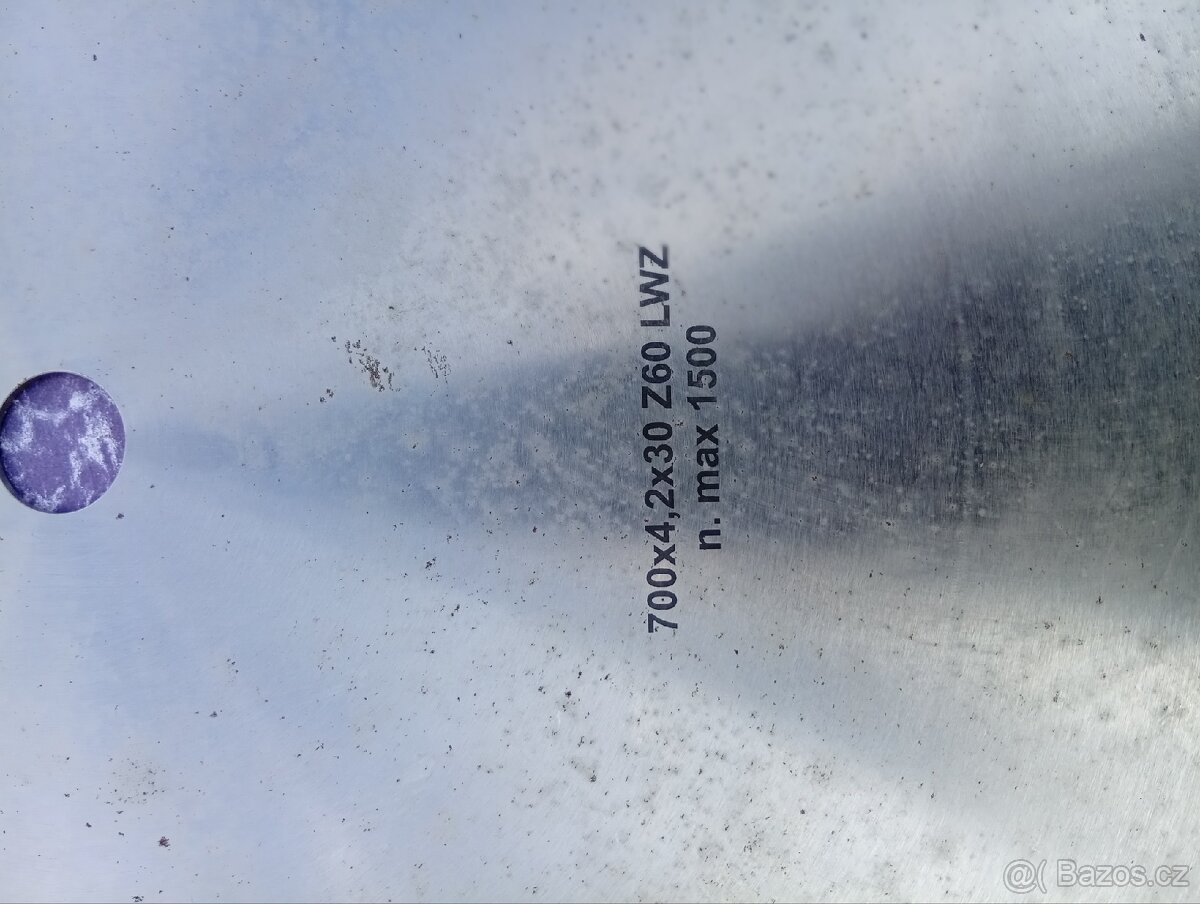 700x4,2x30 Z60 LWZ
n. max 1500
@( Bazos.cz